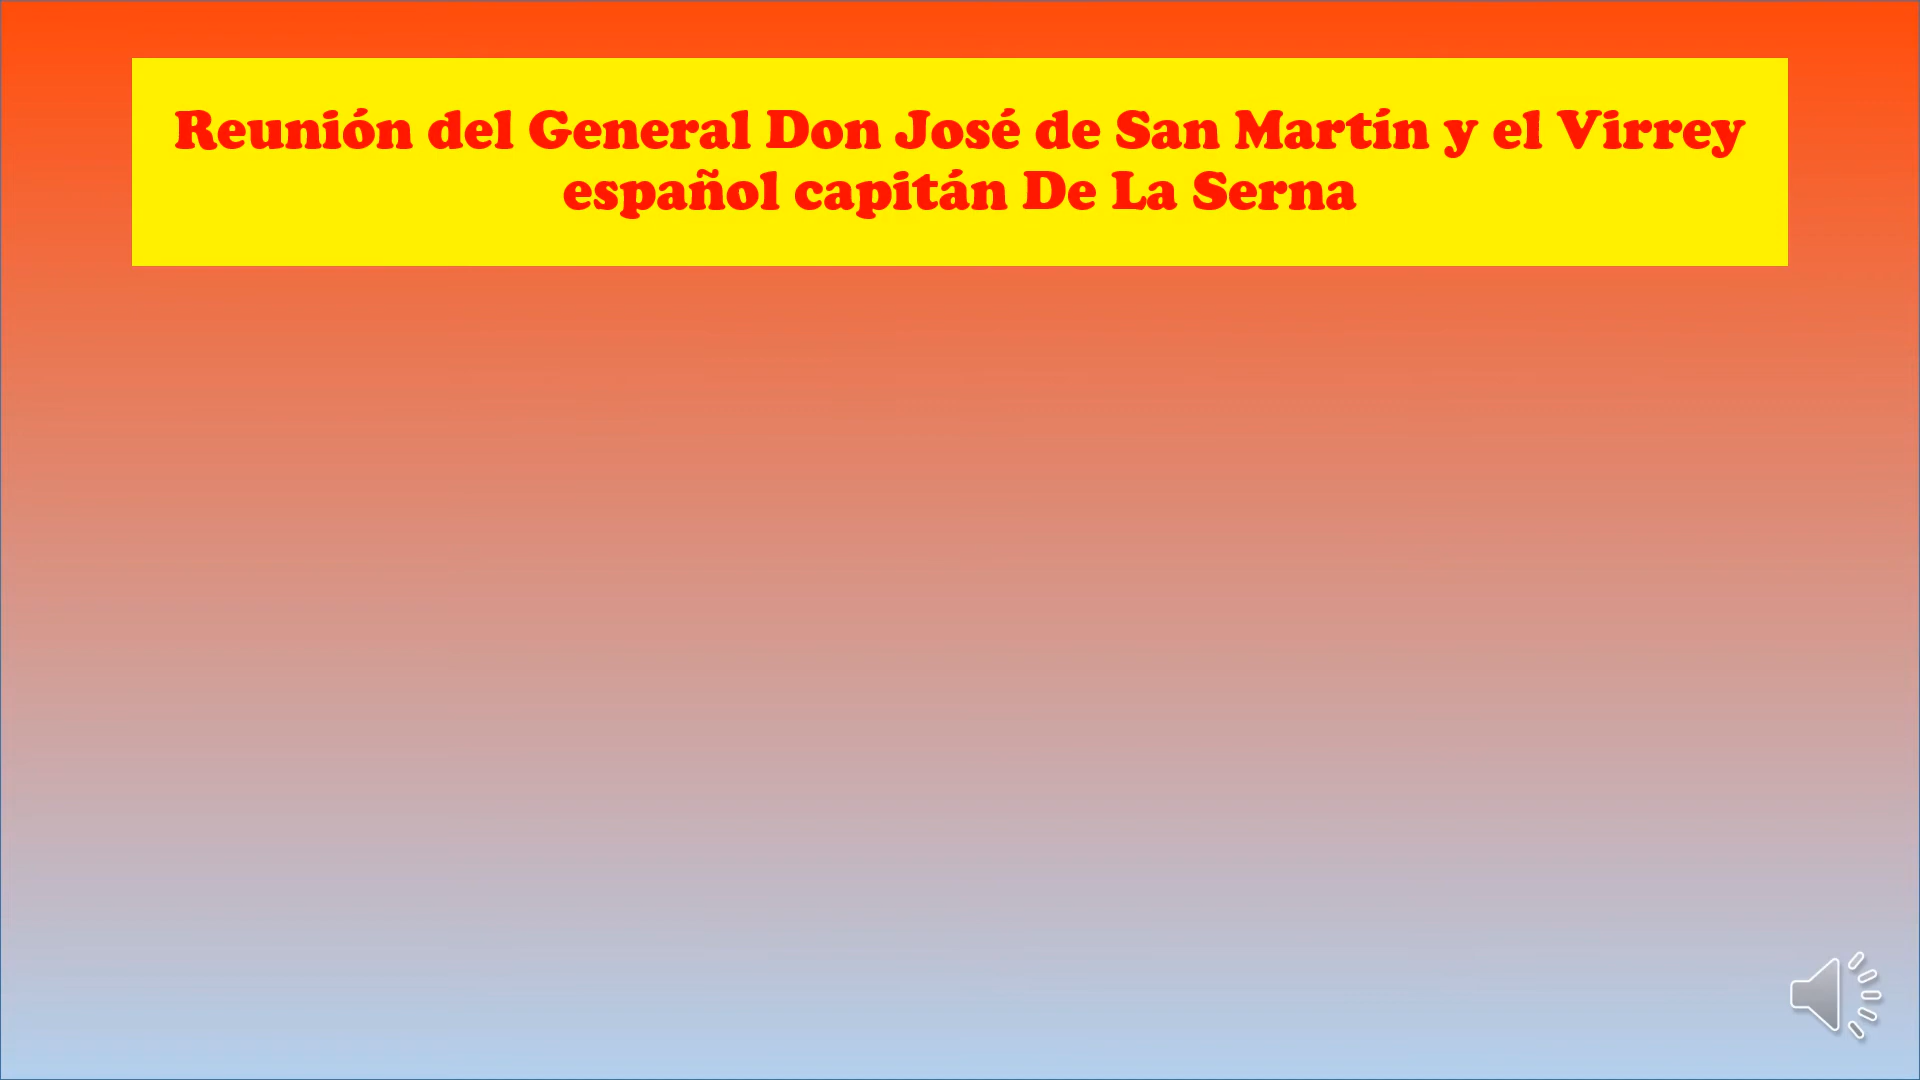 Reunión del General Don José de San Martín y el Virrey
español capitán De La Serna